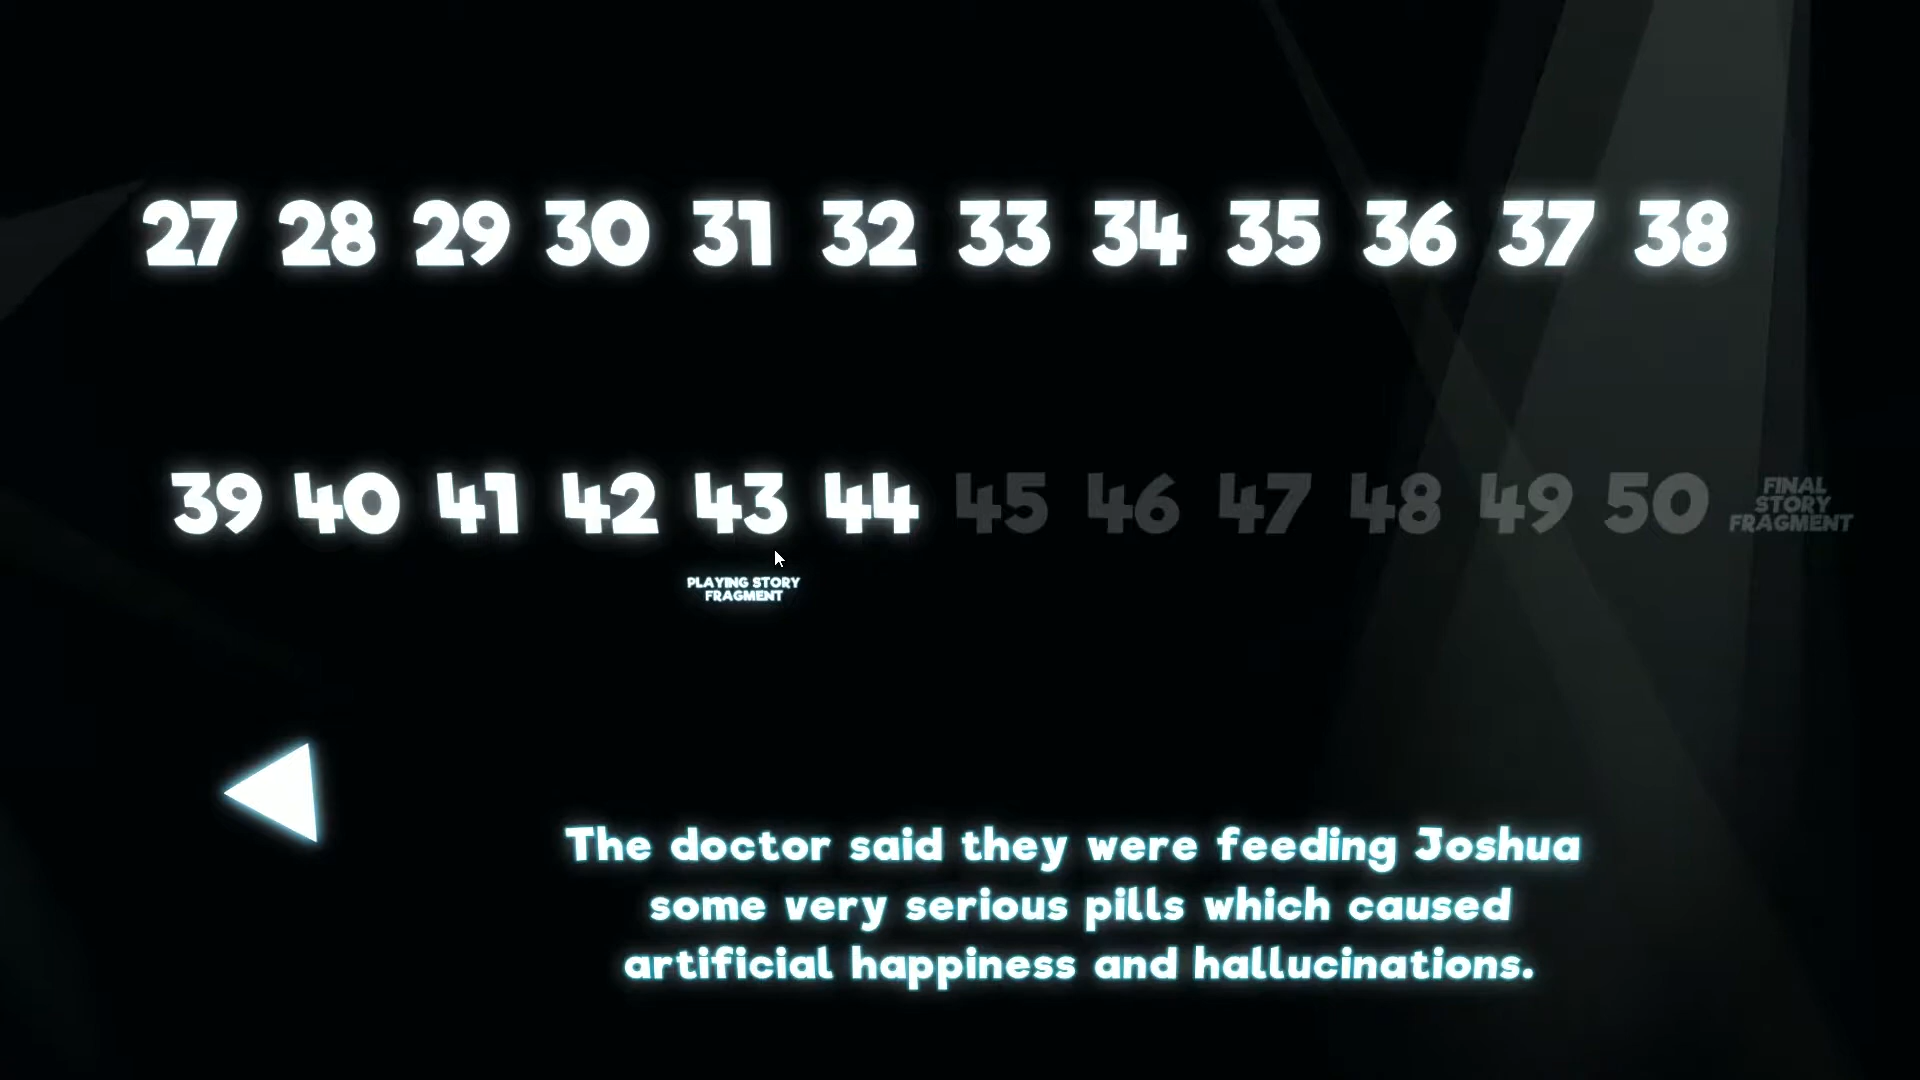 27 28 29 30 31 32 33 34 35 36 37 38
39 40 41 42 43 44 45 46 47 48 49 50
FINAL
STORY
FRAGMENT
PLAYING STORY
FRAGMENT
The doctor said they were feeding Joshua
some very serious pills which caused
artificial happiness and hallucinations.